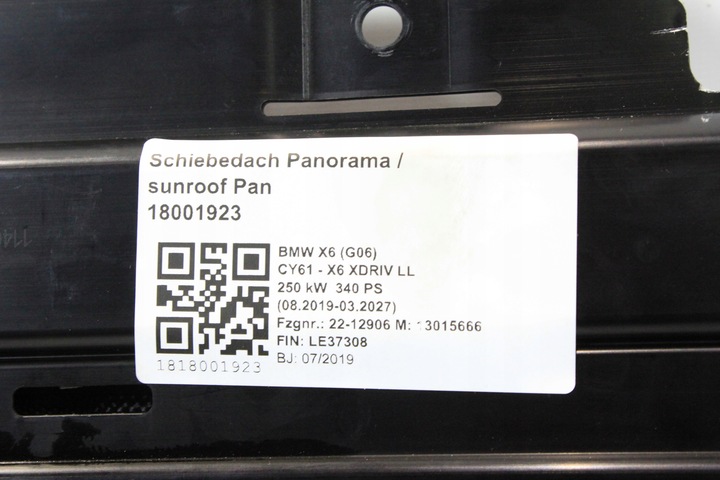 Schiebedach Panorama /
sunroof Pan
18001923
BMW X6 (G06)
CY61 - X6 XDRIV LL
250 kW 340 PS
(08.2019-03.2027)
Fzgnr.: 22-12906 M: 13015666
FIN: LE37308
BJ: 07/2019
1818001923